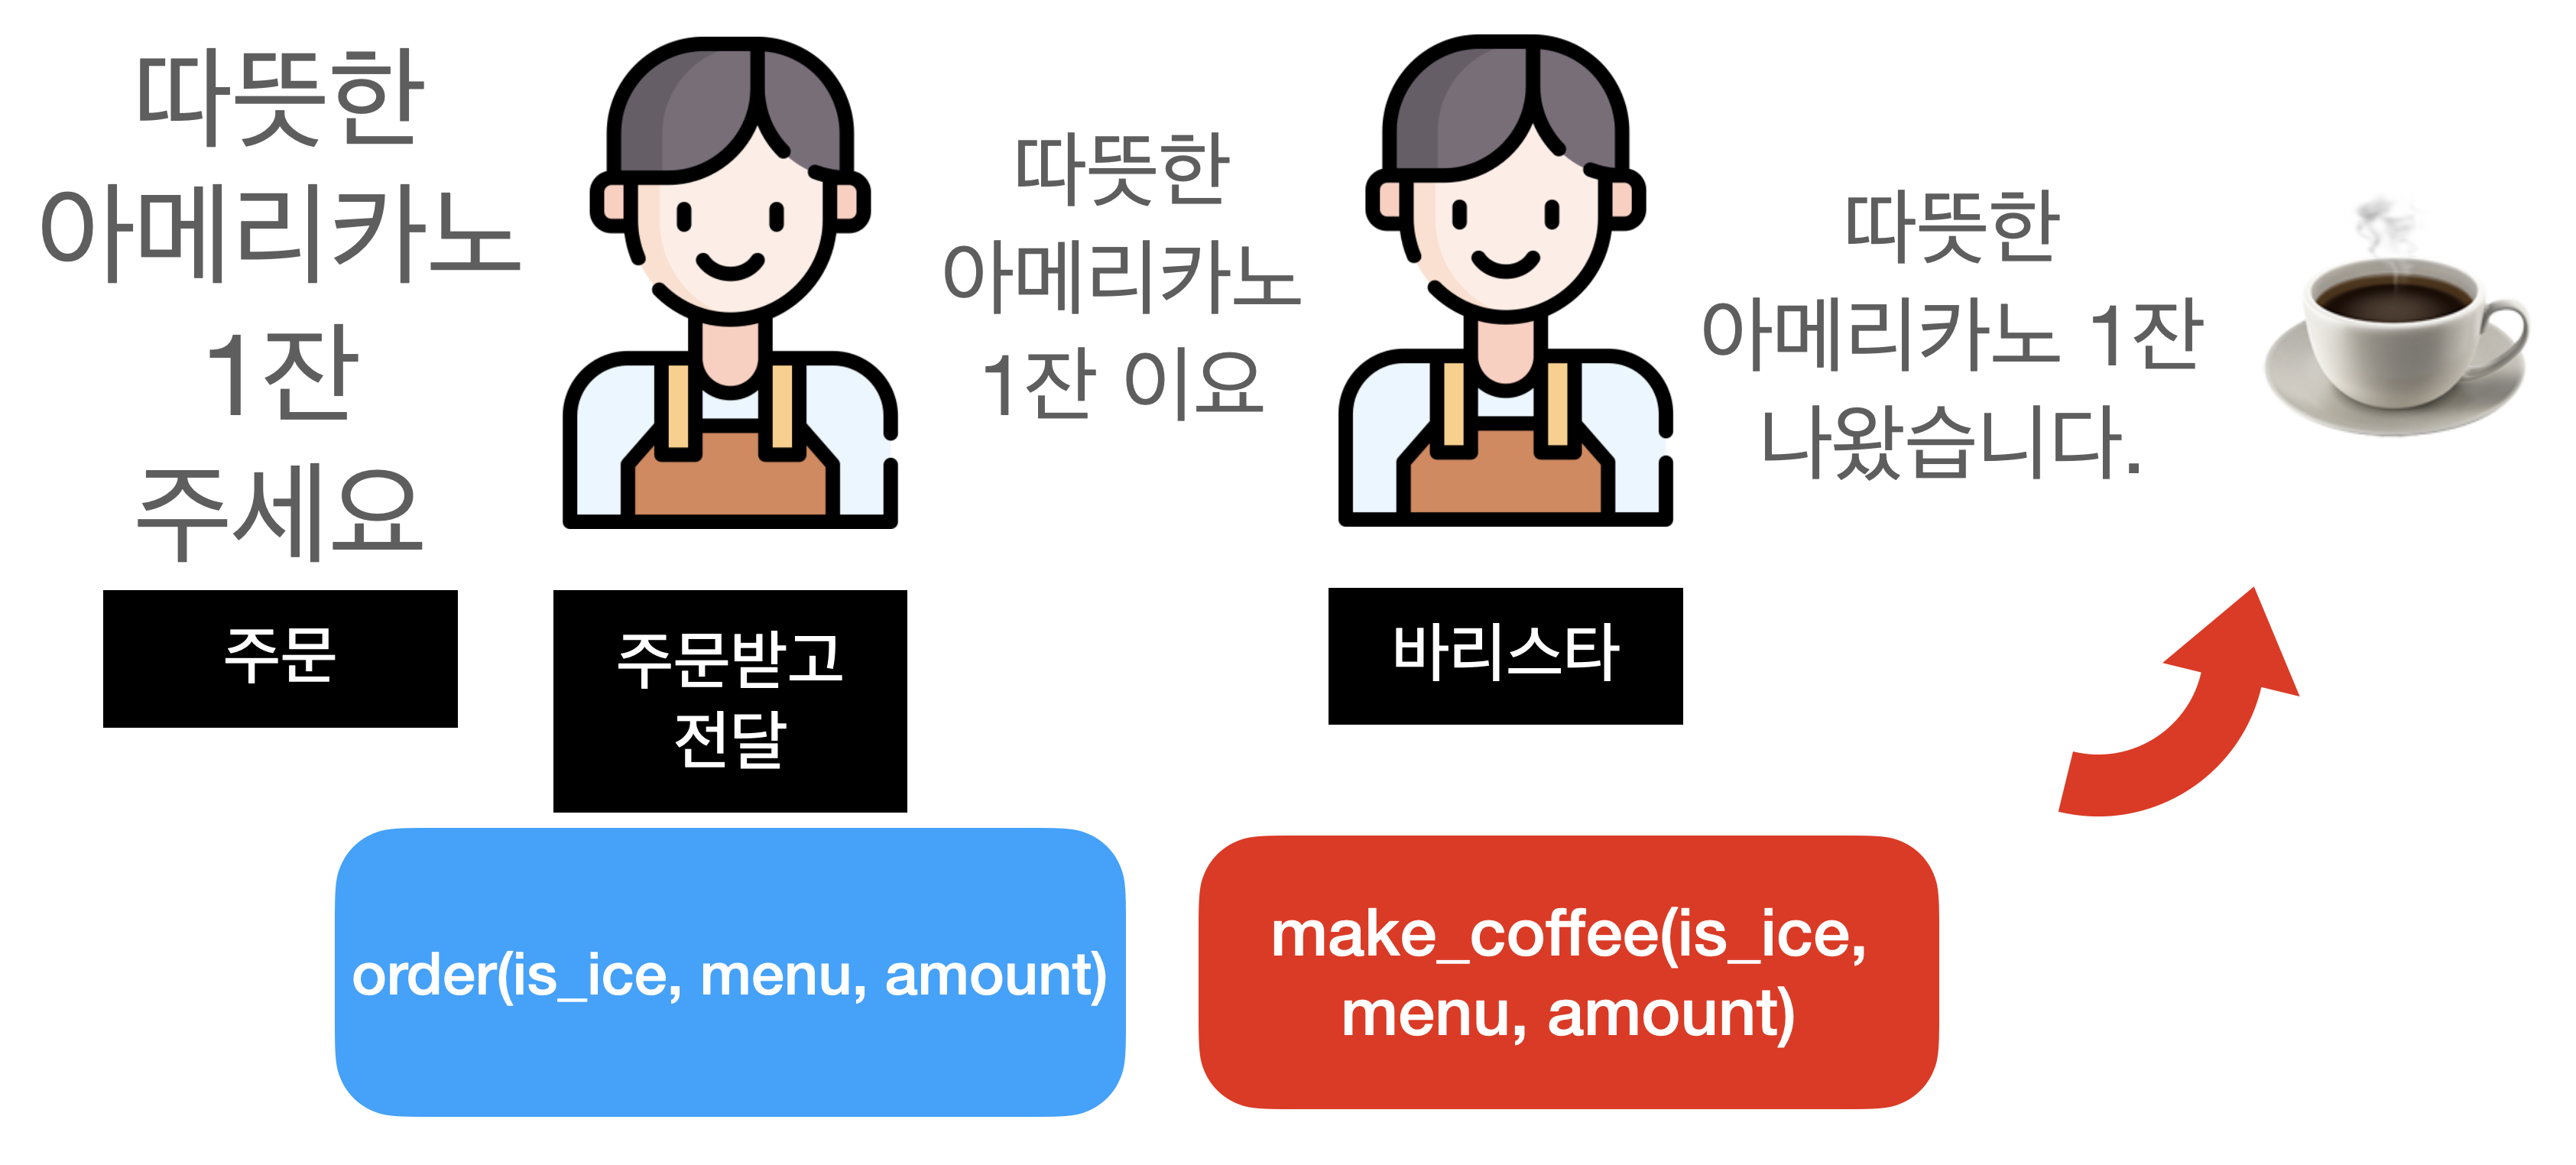 따뜻한
아메리카노
1잔
주세요
따뜻한
아메리카노
1잔 이요
따뜻한
아메리카노 1잔
나왔습니다.
주문
주문받고
전달
바리스타
order(is_ice, menu, amount)
make_coffee(is_ice,
menu, amount)